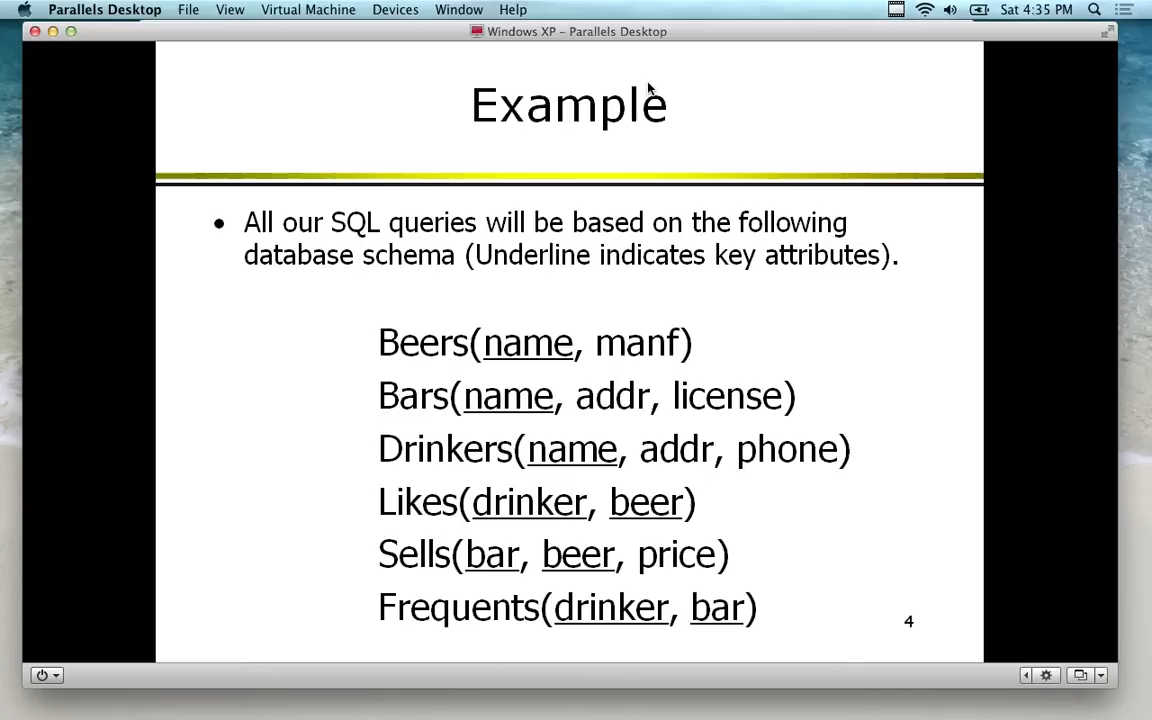 Parallels Desktop File View Virtual Machine Devices Window Help Sat 4:35 PM
Windows XP – Parallels Desktop
Example
• All our SQL queries will be based on the following
database schema (Underline indicates key attributes).
Beers(name, manf)
Bars(name, addr, license)
Drinkers(name, addr, phone)
Likes(drinker, beer)
Sells(bar, beer, price)
Frequents(drinker, bar)
4